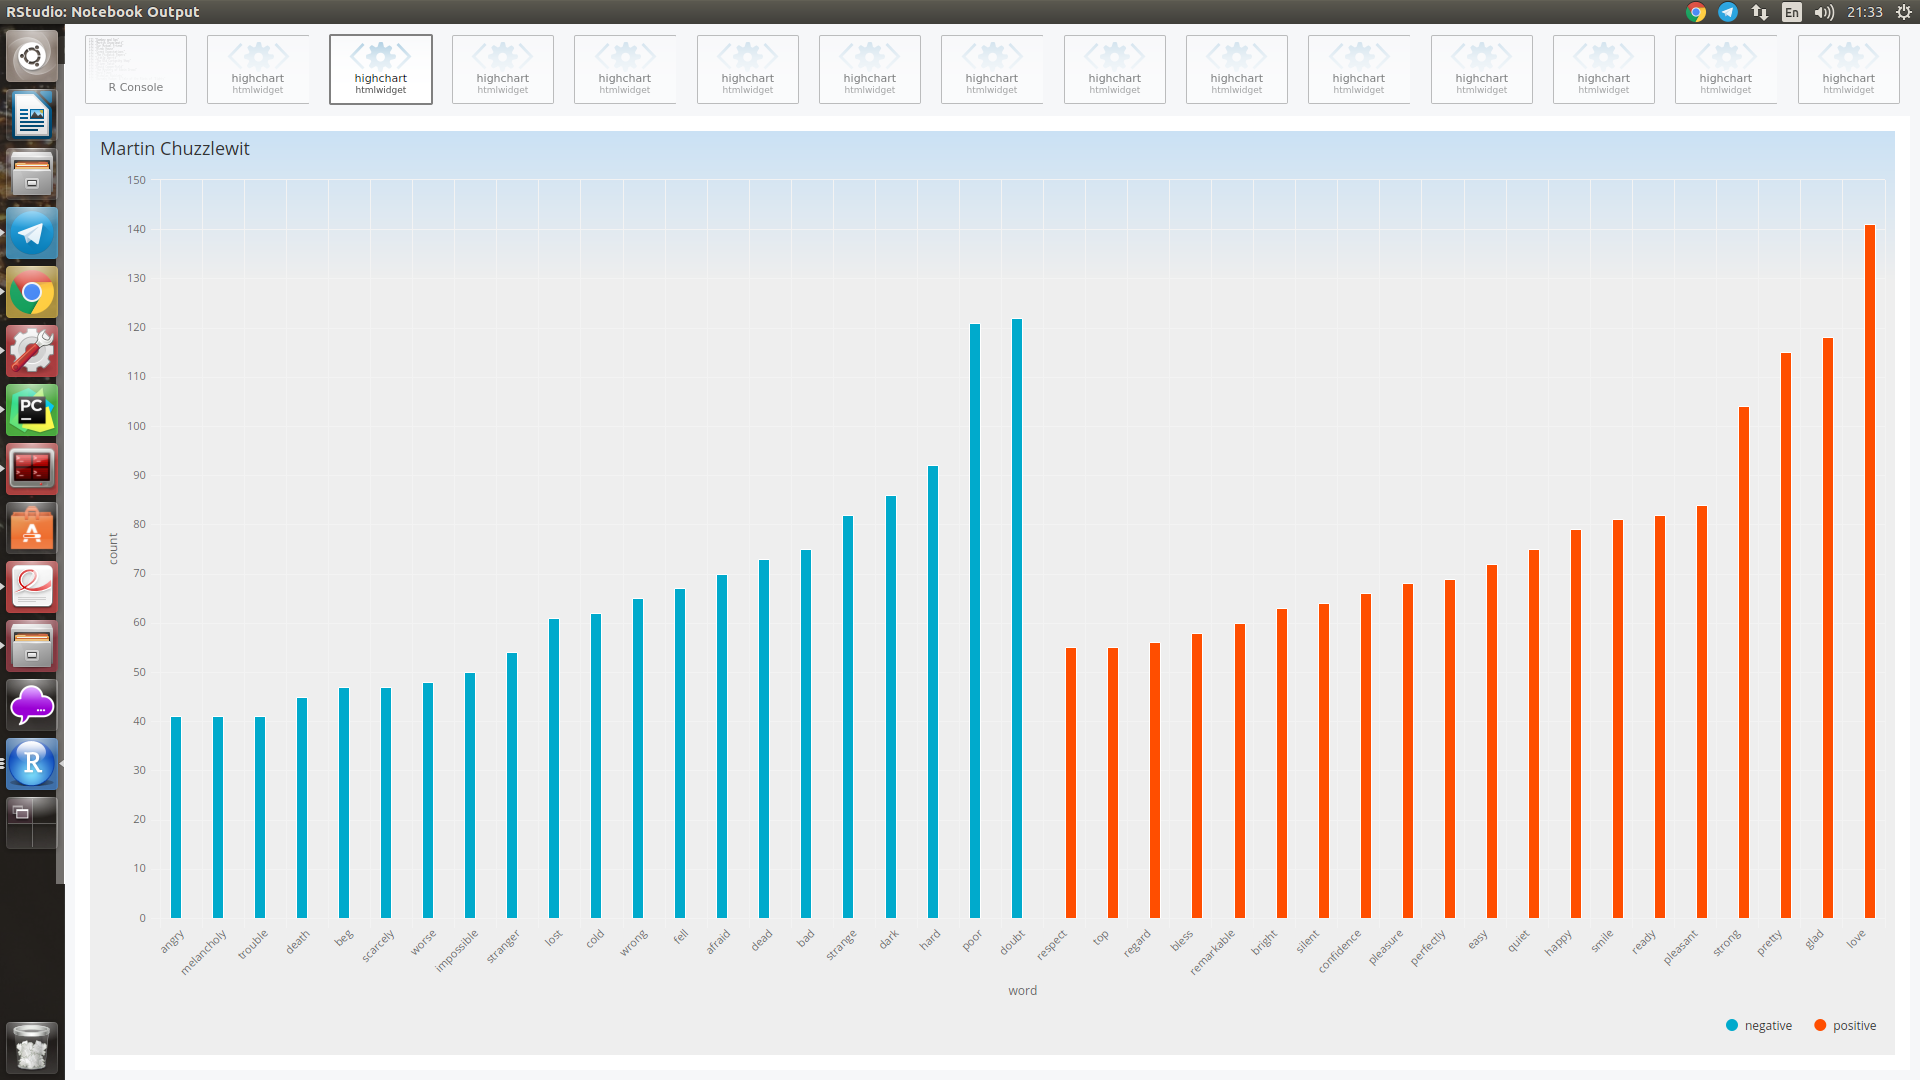 RStudio: Notebook Output
En
21:33
R Console
highchart
htmlwidget
highchart
htmlwidget
highchart
htmlwidget
highchart
htmlwidget
highchart
htmlwidget
highchart
htmlwidget
highchart
htmlwidget
highchart
htmlwidget
highchart
htmlwidget
highchart
htmlwidget
highchart
htmlwidget
highchart
htmlwidget
highchart
htmlwidget
highchart
htmlwidget
PC
A
R
Martin Chuzzlewit
150
140
130
120
110
100
90
80
70
60
50
40
30
20
10
0
count
angry
melancholy
trouble
death
beg
scarcely
worse
impossible
stranger
lost
cold
wrong
fell
afraid
dead
bad
strange
dark
hard
poor
doubt
respect
top
regard
bless
remarkable
bright
silent
confidence
pleasure
perfectly
easy
quiet
happy
smile
ready
pleasant
strong
pretty
glad
love
word
negative
positive